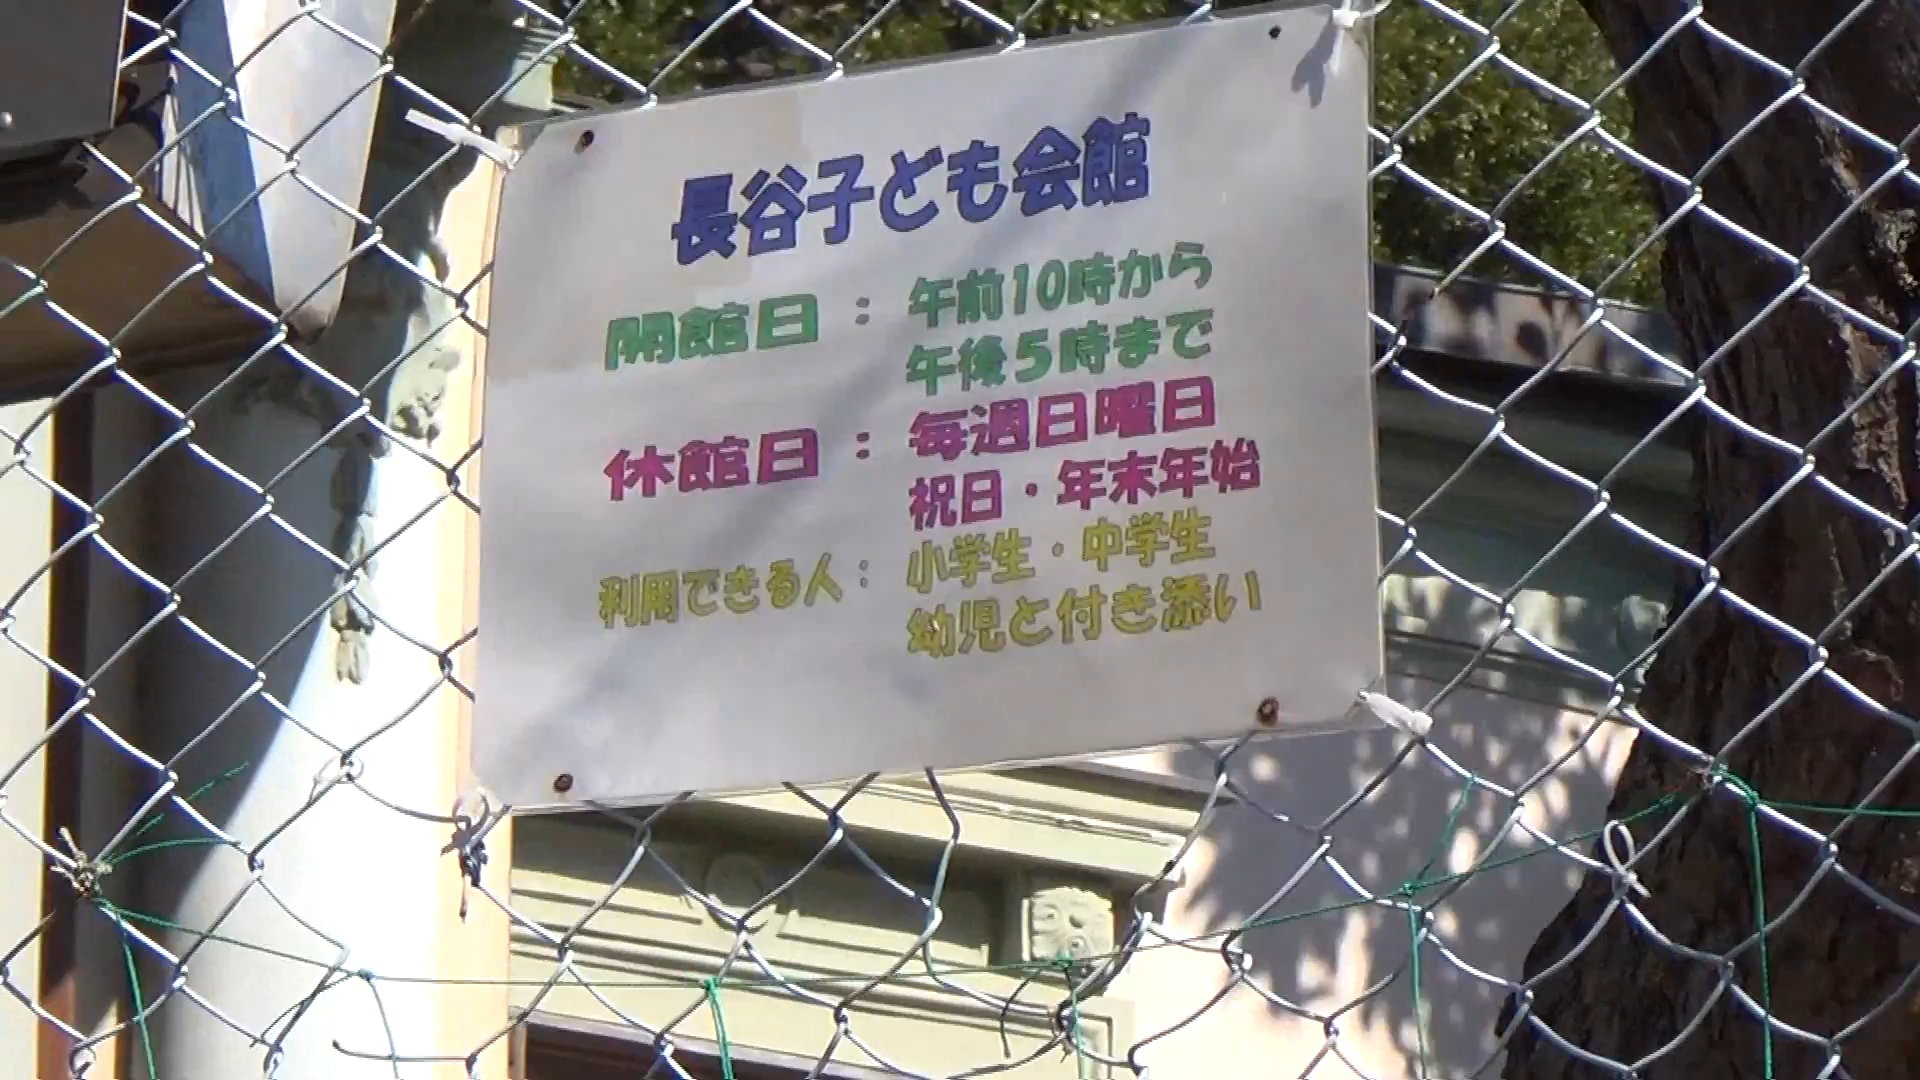 長谷子ども会館
開館日：午前10時から
午後5時まで
休館日：毎週日曜日
祝日・年末年始
利用できる人：小学生・中学生
幼児と付き添い